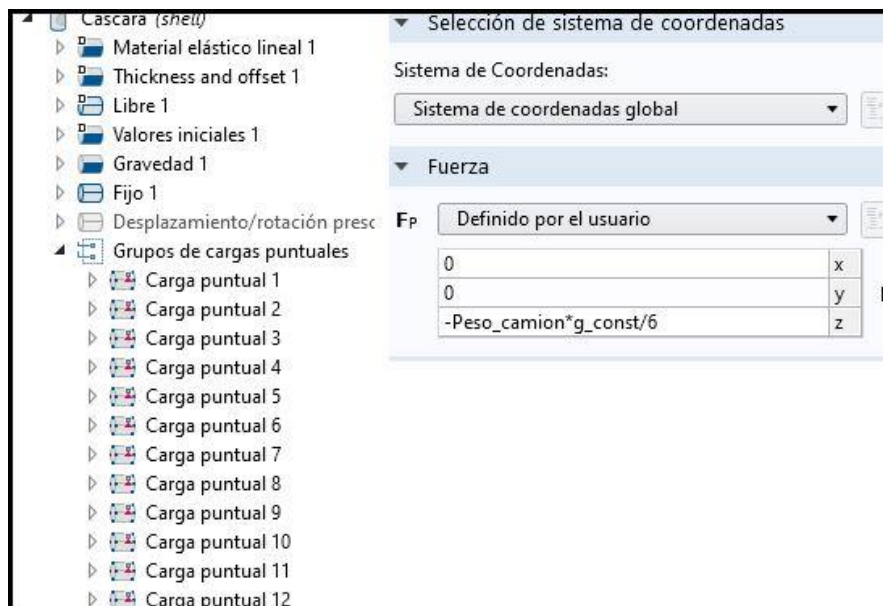 Cáscara (shell)
Material elástico lineal 1
Thickness and offset 1
Libre 1
Valores iniciales 1
Gravedad 1
Fijo 1
Desplazamiento/rotación presc
Grupos de cargas puntuales
Carga puntual 1
Carga puntual 2
Carga puntual 3
Carga puntual 4
Carga puntual 5
Carga puntual 6
Carga puntual 7
Carga puntual 8
Carga puntual 9
Carga puntual 10
Carga puntual 11
Carga puntual 12
Selección de sistema de coordenadas
Sistema de Coordenadas:
Sistema de coordenadas global
Fuerza
FP Definido por el usuario
0 x
0 y
-Peso_camion*g_const/6 z